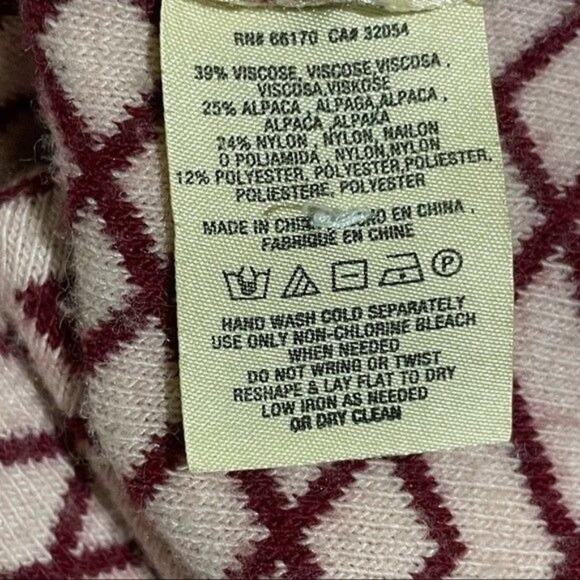 RN# 66170 CA# 32054
39% VISCOSE, VISCOSE, VISCOSA,
VISCOSA, VISKOSE
25% ALPACA, ALPAGA, ALPACA,
ALPACA, ALPAKA
24% NYLON, NYLON, NAILON
O POLIAMIDA, NYLON, NYLON
12% POLYESTER, POLYESTER, POLIESTER,
POLIESTERE, POLYESTER
MADE IN EN CHINA,
FABRIQUE EN CHINE
P
HAND WASH COLD SEPARATELY
USE ONLY NON-CHLORINE BLEACH
WHEN NEEDED
DO NOT WRING OR TWIST
RESHAPE & LAY FLAT TO DRY
LOW IRON AS NEEDED
OR DRY CLEAN